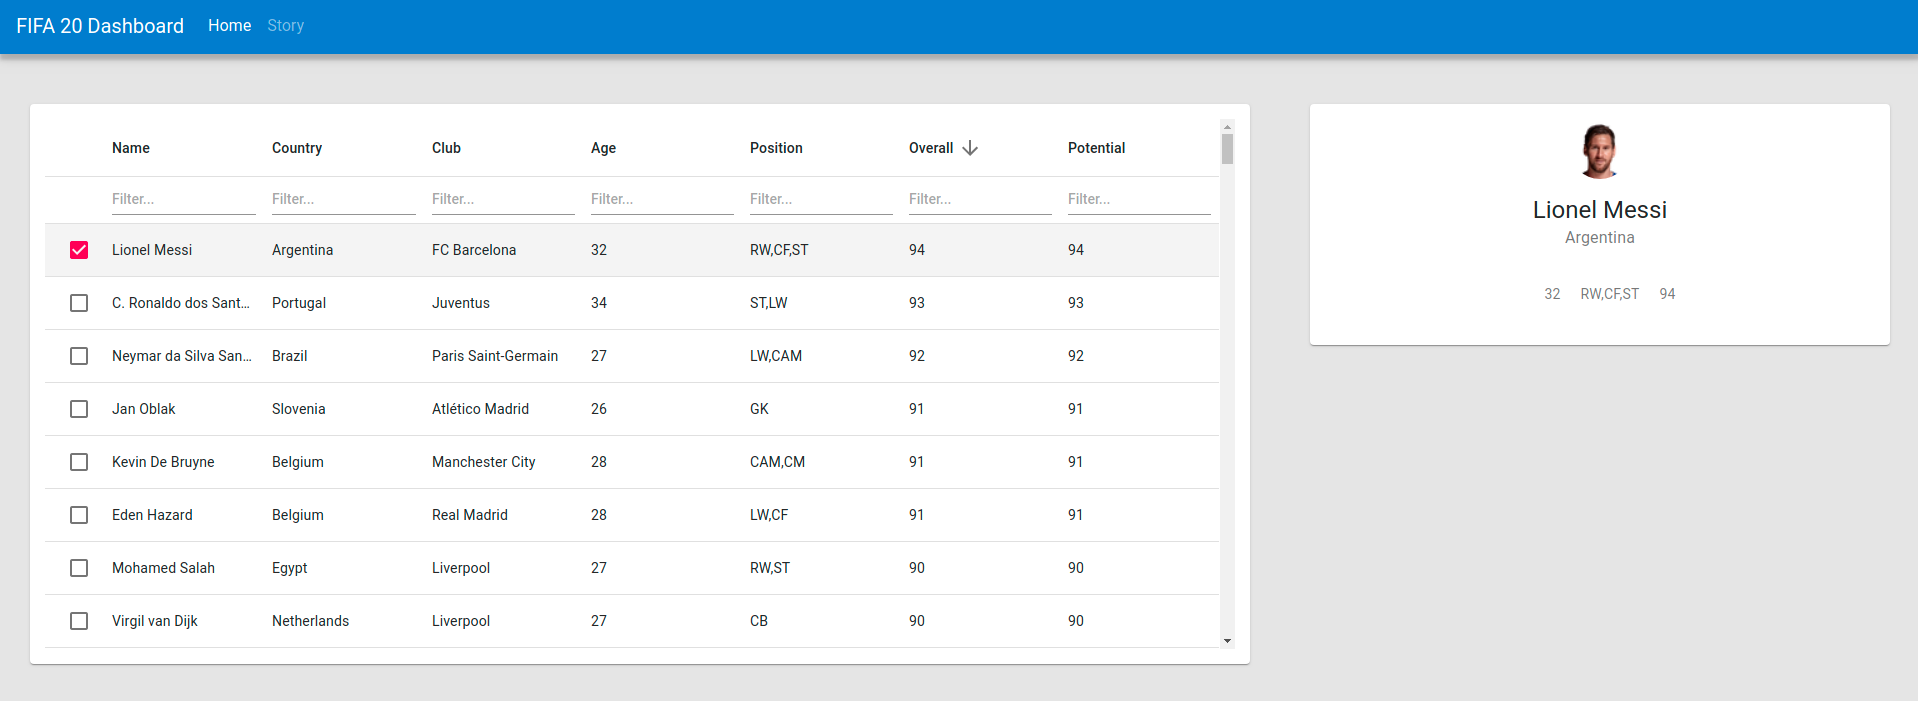 FIFA 20 Dashboard Home Story
Name Country Club Age Position Overall Potential
Filter... Filter... Filter... Filter... Filter... Filter... Filter...
Lionel Messi Argentina FC Barcelona 32 RW,CF,ST 94 94
C. Ronaldo dos Sant... Portugal Juventus 34 ST,LW 93 93
Neymar da Silva San... Brazil Paris Saint-Germain 27 LW,CAM 92 92
Jan Oblak Slovenia Atlético Madrid 26 GK 91 91
Kevin De Bruyne Belgium Manchester City 28 CAM,CM 91 91
Eden Hazard Belgium Real Madrid 28 LW,CF 91 91
Mohamed Salah Egypt Liverpool 27 RW,ST 90 90
Virgil van Dijk Netherlands Liverpool 27 CB 90 90
Lionel Messi
Argentina
32 RW,CF,ST 94